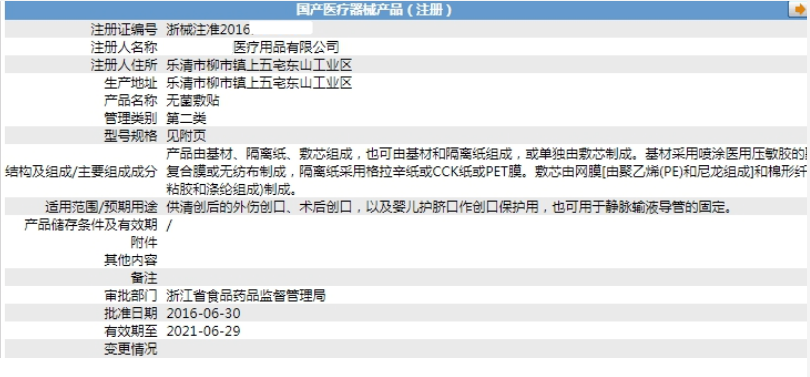 国产医疗器械产品（注册）
注册证编号 浙械注准2016
注册人名称 医疗用品有限公司
注册人住所 乐清市柳市镇上五宅东山工业区
生产地址 乐清市柳市镇上五宅东山工业区
产品名称 无菌敷贴
管理类别 第二类
型号规格 见附页
产品由基材、隔离纸、敷芯组成，也可由基材和隔离纸组成，或单独由敷芯制成。基材采用喷涂医用压敏胶的
结构及组成/主要组成成分 复合膜或无纺布制成，隔离纸采用格拉辛纸或CCK纸或PET膜。敷芯由网膜[由聚乙烯(PE)和尼龙组成]和棉形纤
粘胶和涤纶组成)制成。
适用范围/预期用途 供清创后的外伤创口、术后创口，以及婴儿护脐口作创口保护用，也可用于静脉输液导管的固定。
产品储存条件及有效期 /
附件
其他内容
备注
审批部门 浙江省食品药品监督管理局
批准日期 2016-06-30
有效期至 2021-06-29
变更情况